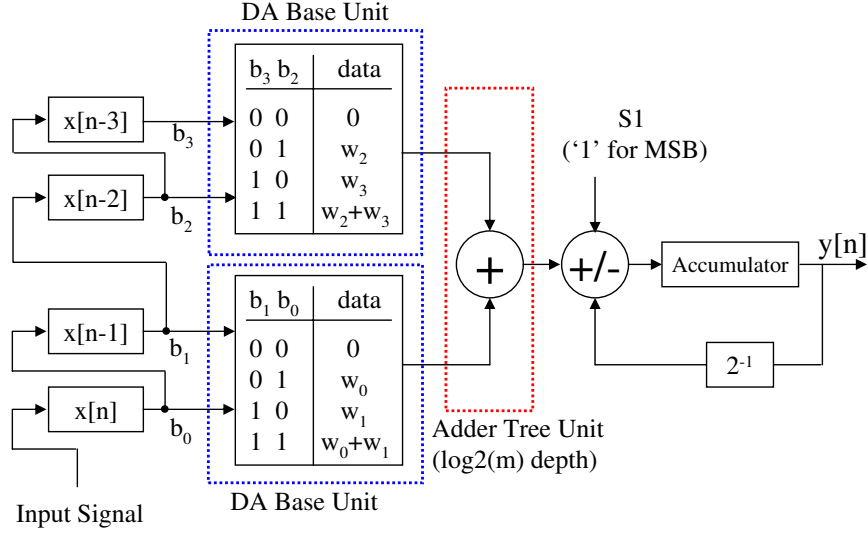 DA Base Unit
b3 b2 data
0 0 0
0 1 w2
1 0 w3
1 1 w2+w3
x[n-3]
b3
x[n-2]
b2
S1
(‘1’ for MSB)
+
+/-
Accumulator
y[n]
2-1
b1 b0 data
0 0 0
0 1 w0
1 0 w1
1 1 w0+w1
x[n-1]
b1
x[n]
b0
Adder Tree Unit
(log2(m) depth)
DA Base Unit
Input Signal